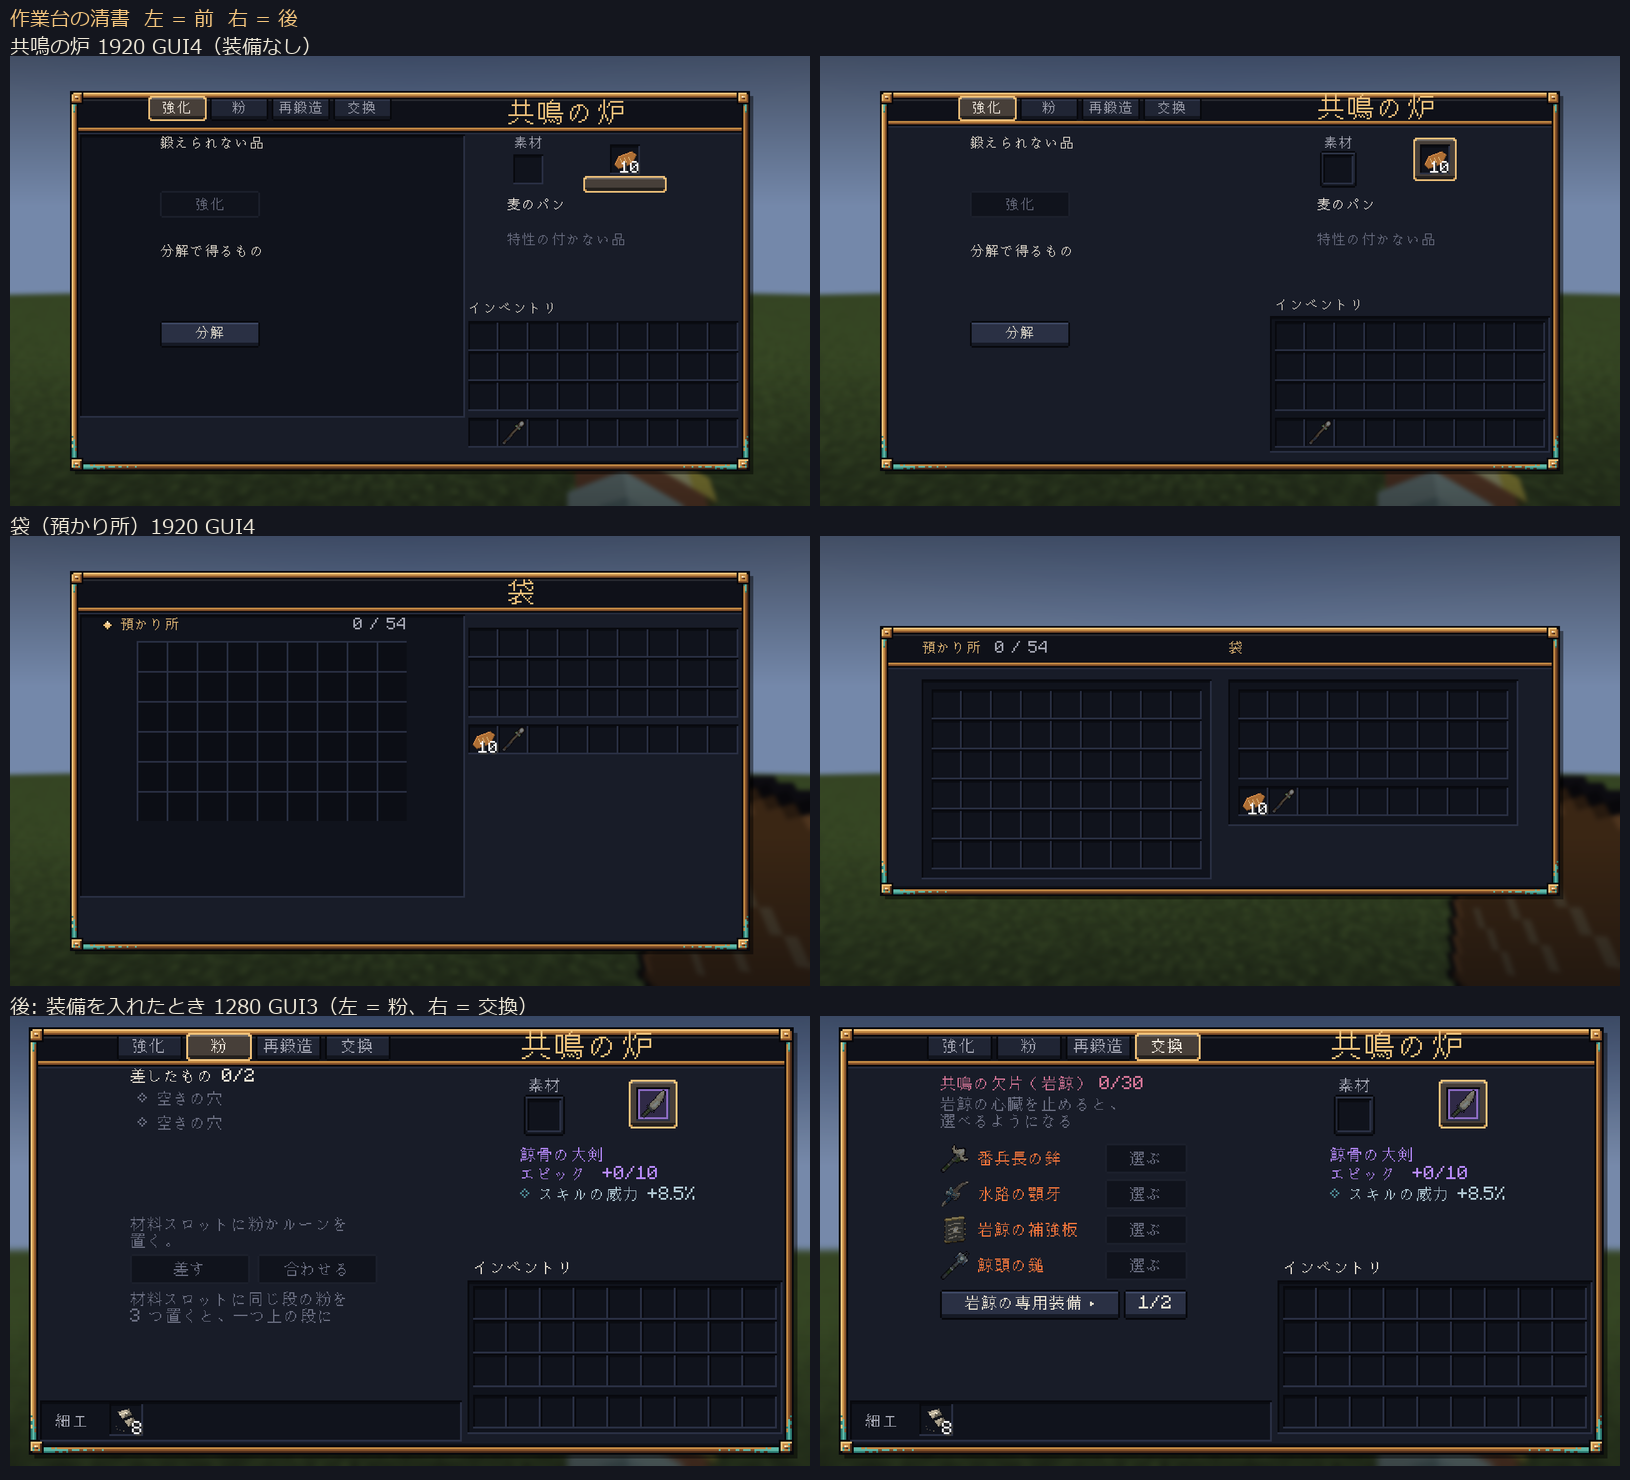 作業台の清書 左 = 前 右 = 後
共鳴の炉 1920 GUI4（装備なし）
強化 粉 再鍛造 交換 共鳴の炉
鍛えられない品
素材
10
強化
麦のパン
特性の付かない品
分解で得るもの
分解
インベントリ
強化 粉 再鍛造 交換 共鳴の炉
鍛えられない品
素材
10
強化
麦のパン
特性の付かない品
分解で得るもの
分解
インベントリ
袋（預かり所）1920 GUI4
袋
◆ 預かり所 0 / 54
10
預かり所 0 / 54 袋
10
後: 装備を入れたとき 1280 GUI3（左 = 粉、右 = 交換）
強化 粉 再鍛造 交換 共鳴の炉
差したもの 0/2
◇ 空きの穴
◇ 空きの穴
素材
鯨骨の大剣
エピック +0/10
◇ スキルの威力 +8.5%
材料スロットに粉かルーンを
置く。
差す 合わせる
材料スロットに同じ段の粉を
3 つ置くと、一つ上の段に
インベントリ
細工 8
強化 粉 再鍛造 交換 共鳴の炉
共鳴の欠片（岩鯨） 0/30
岩鯨の心臓を止めると、
選べるようになる
素材
番兵長の鉾 選ぶ
水路の顎牙 選ぶ
岩鯨の補強板 選ぶ
鯨頭の鎚 選ぶ
岩鯨の専用装備 ▸ 1/2
鯨骨の大剣
エピック +0/10
◇ スキルの威力 +8.5%
インベントリ
細工 8